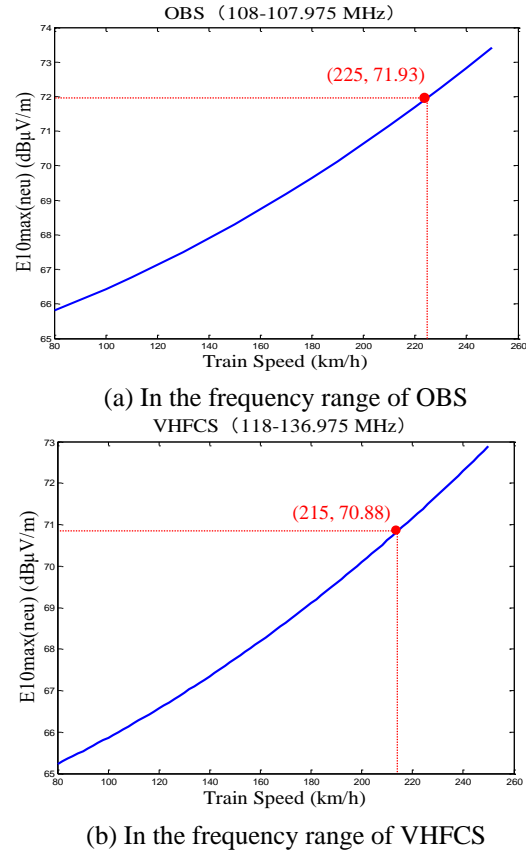 OBS（108-107.975 MHz）
74
73
72
71
70
69
68
67
66
65
E10max(neu) (dBμV/m)
(225, 71.93)
80 100 120 140 160 180 200 220 240 260
Train Speed (km/h)
(a) In the frequency range of OBS
VHFCS（118-136.975 MHz）
73
72
71
70
69
68
67
66
65
E10max(neu) (dBμV/m)
(215, 70.88)
80 100 120 140 160 180 200 220 240 260
Train Speed (km/h)
(b) In the frequency range of VHFCS